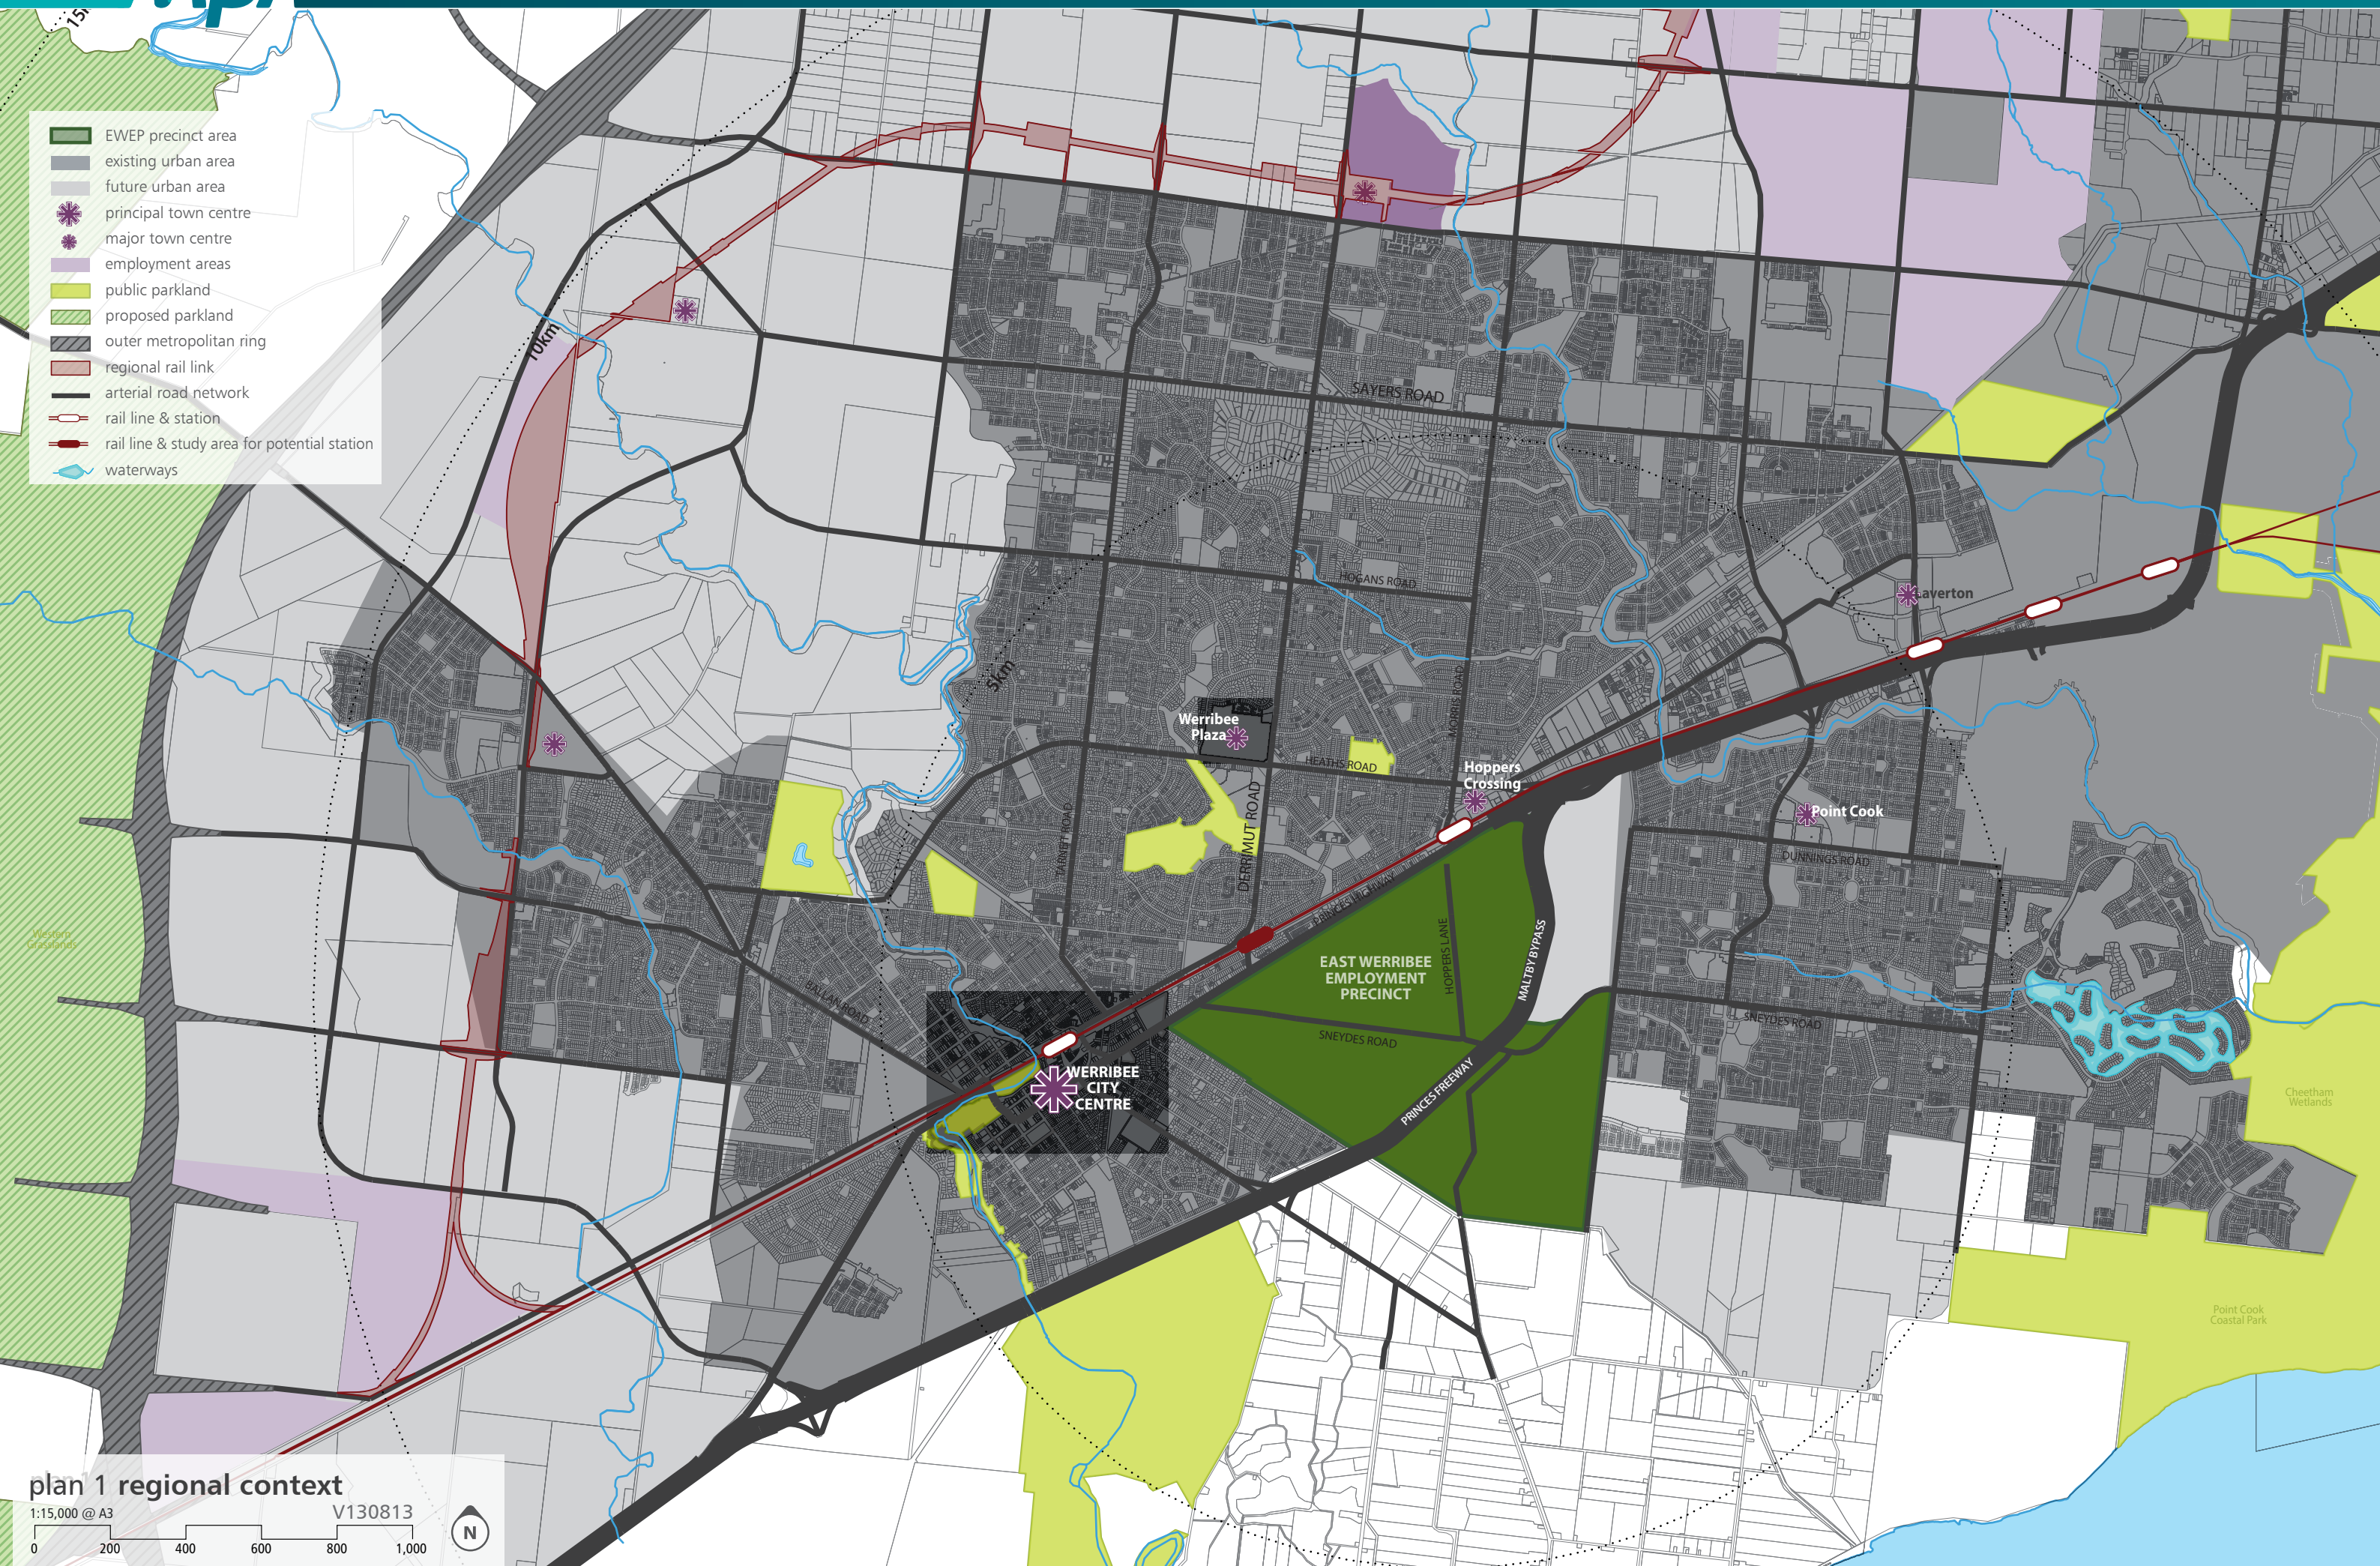 EWEP precinct area
existing urban area
future urban area
principal town centre
major town centre
employment areas
public parkland
proposed parkland
outer metropolitan ring
regional rail link
arterial road network
rail line & station
rail line & study area for potential station
waterways
10km
SAYERS ROAD
HOGANS ROAD
Laverton
5km
MORRIS ROAD
Werribee
Plaza
HEATHS ROAD
Hoppers
Crossing
Point Cook
TARNEIT ROAD
DERRIMUT ROAD
DUNNINGS ROAD
PRINCES HIGHWAY
Western
Grasslands
EAST WERRIBEE
EMPLOYMENT
PRECINCT
HOPPERS LANE
MALTBY BYPASS
BALLAN ROAD
SNEYDES ROAD
SNEYDES ROAD
WERRIBEE
CITY
CENTRE
PRINCES FREEWAY
Cheetham
Wetlands
Point Cook
Coastal Park
plan 1 regional context
1:15,000 @ A3
V130813
0 200 400 600 800 1,000
N